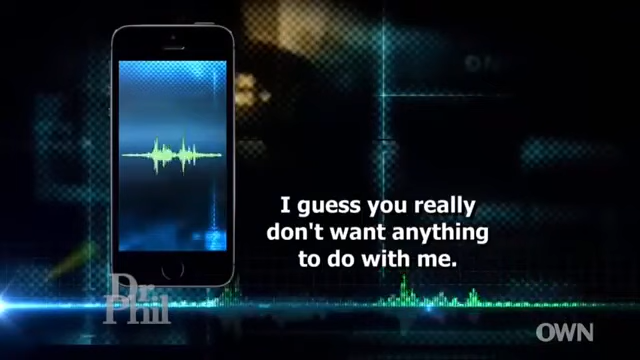 I guess you really
don't want anything
to do with me.
Dr.
Phil
OWN